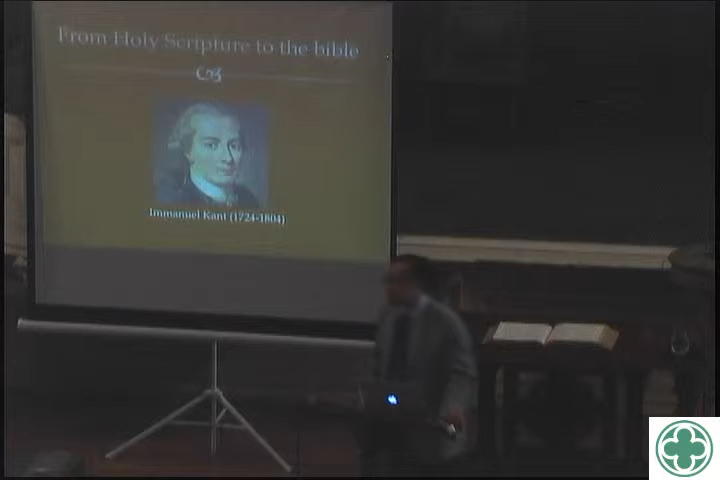 From Holy Scripture to the bible
Immanuel Kant (1724-1804)